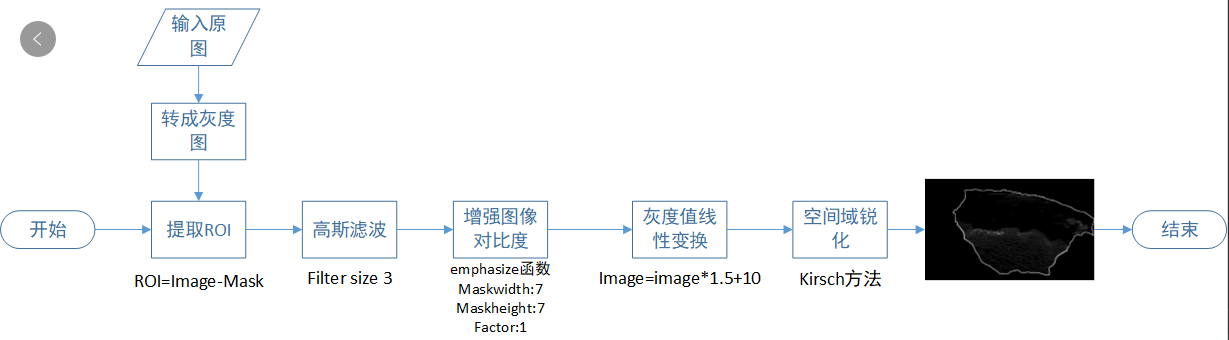 输入原
图
转成灰度
图
开始
提取ROI
高斯滤波
增强图像
对比度
灰度值线
性变换
空间域锐
化
结束
ROI=Image-Mask
Filter size 3
emphasize函数
Maskwidth:7
Maskheight:7
Factor:1
Image=image*1.5+10
Kirsch方法